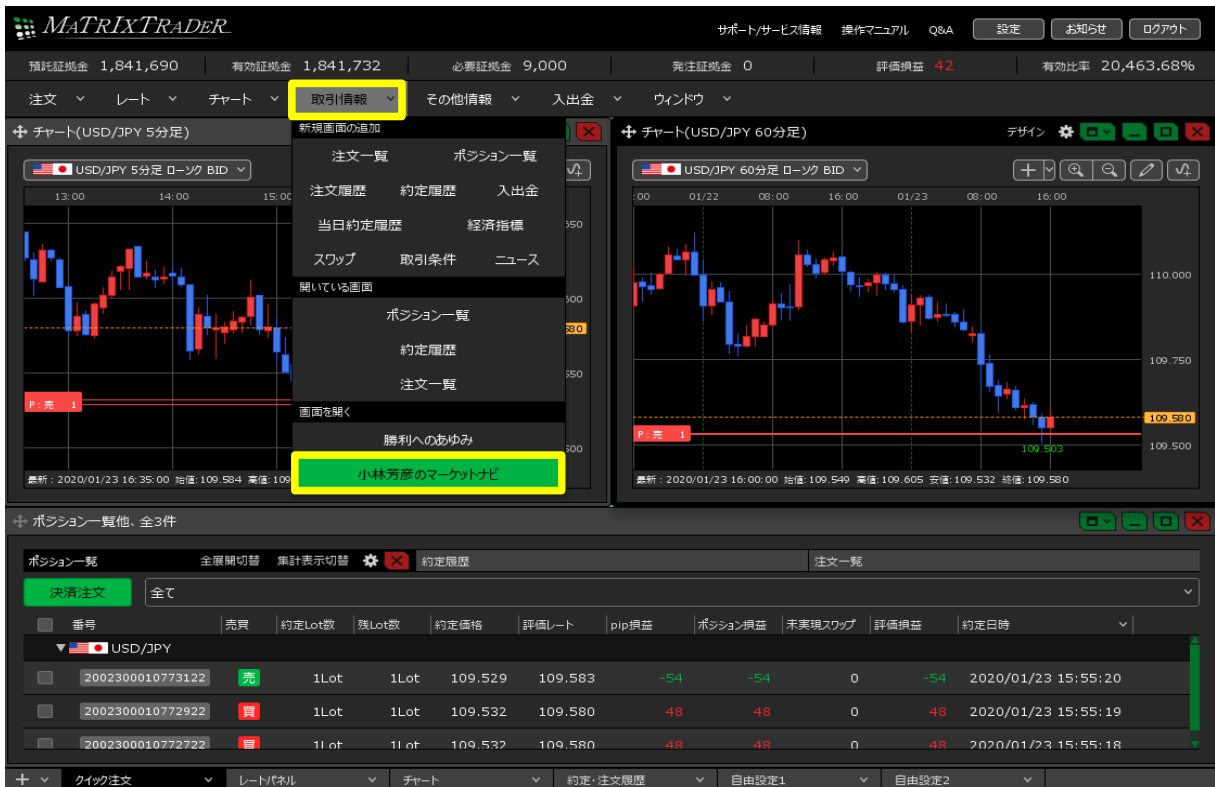 MATRIXTRADER
サポート/サービス情報 操作マニュアル Q&A 設定 お知らせ ログアウト
預託証拠金 1,841,690 有効証拠金 1,841,732 必要証拠金 9,000 発注証拠金 0 評価損益 42 有効比率 20,463.68%
注文 レート チャート 取引情報 その他情報 入出金 ウィンドウ
チャート(USD/JPY 5分足)
USD/JPY 5分足 ローソク BID
13:00 14:00 15:00
P:売 1
最新:2020/01/23 16:35:00 始値:109.584 高値:109
新規画面の追加
注文一覧 ポジション一覧
注文履歴 約定履歴 入出金
当日約定履歴 経済指標
スワップ 取引条件 ニュース
開いている画面
ポジション一覧
約定履歴
注文一覧
画面を開く
勝利へのあゆみ
小林芳彦のマーケットナビ
チャート(USD/JPY 60分足) デザイン
USD/JPY 60分足 ローソク BID
:00 01/22 08:00 16:00 01/23 08:00 16:00
110.000
109.750
109.580
109.500
P:売 1
109.503
最新:2020/01/23 16:00:00 始値:109.549 高値:109.605 安値:109.532 終値:109.580
ポジション一覧他、全3件
ポジション一覧 全展開切替 集計表示切替 約定履歴 注文一覧
決済注文 全て
番号 売買 約定Lot数 残Lot数 約定価格 評価レート pip損益 ポジション損益 未実現スワップ 評価損益 約定日時
USD/JPY
2002300010773122 売 1Lot 1Lot 109.529 109.583 -54 -54 0 -54 2020/01/23 15:55:20
2002300010772922 買 1Lot 1Lot 109.532 109.580 48 48 0 48 2020/01/23 15:55:19
2002300010772722 買 1Lot 1Lot 109.532 109.580 48 48 0 48 2020/01/23 15:55:18
クイック注文 レートパネル チャート 約定・注文履歴 自由設定1 自由設定2